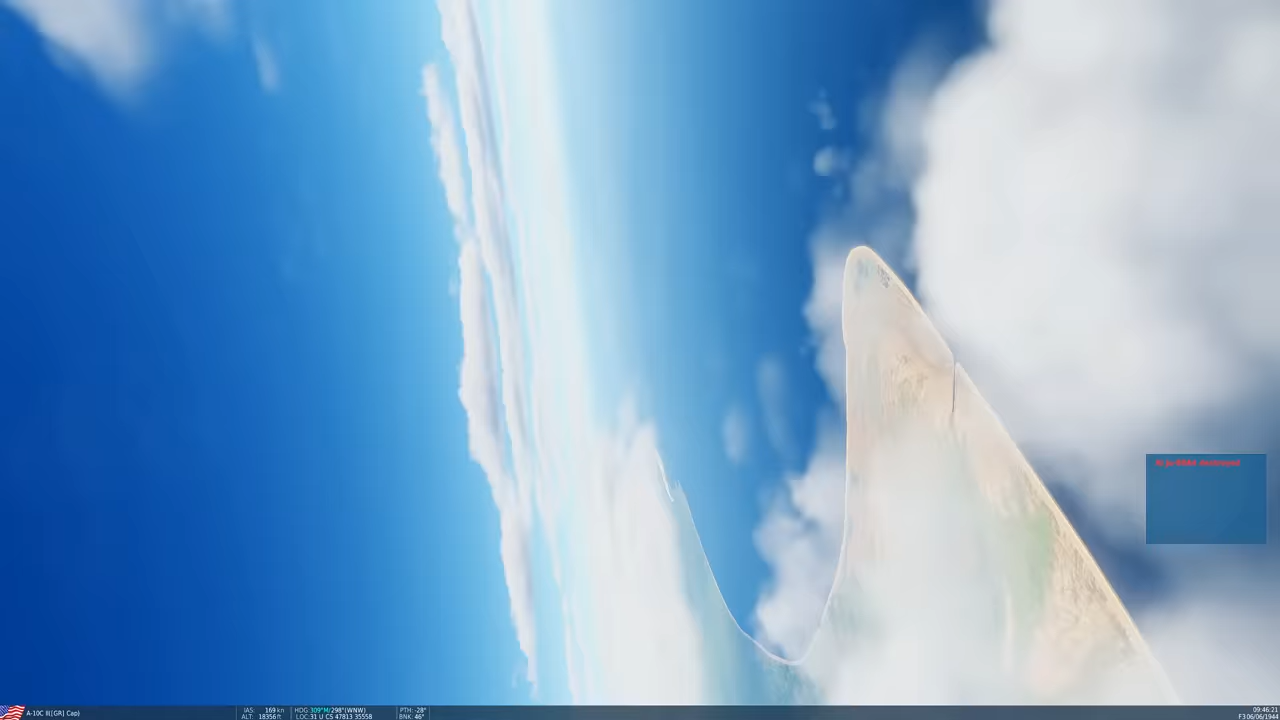 destroyed
A-10C II([GR] Cap)
IAS: 169 kn
ALT: 18356 ft
HDG 309°M/298°(WNW)
LOC:31 U CS 47813 35558
PTH: -28°
BNK: 46°
09:46:21
F3 06/06/1944